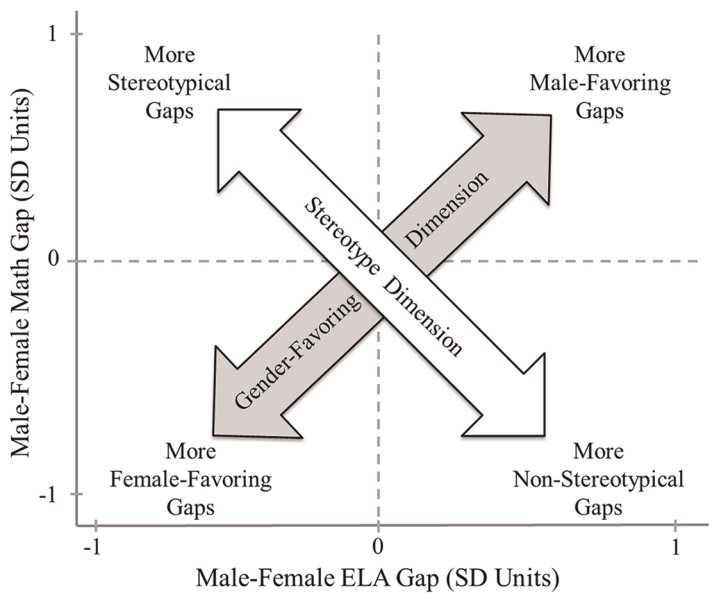 1
More
Stereotypical
Gaps
More
Male-Favoring
Gaps
Male-Female Math Gap (SD Units)
Stereotype Dimension
Gender-Favoring Dimension
0
More
Female-Favoring
Gaps
More
Non-Stereotypical
Gaps
-1
-1
0
1
Male-Female ELA Gap (SD Units)